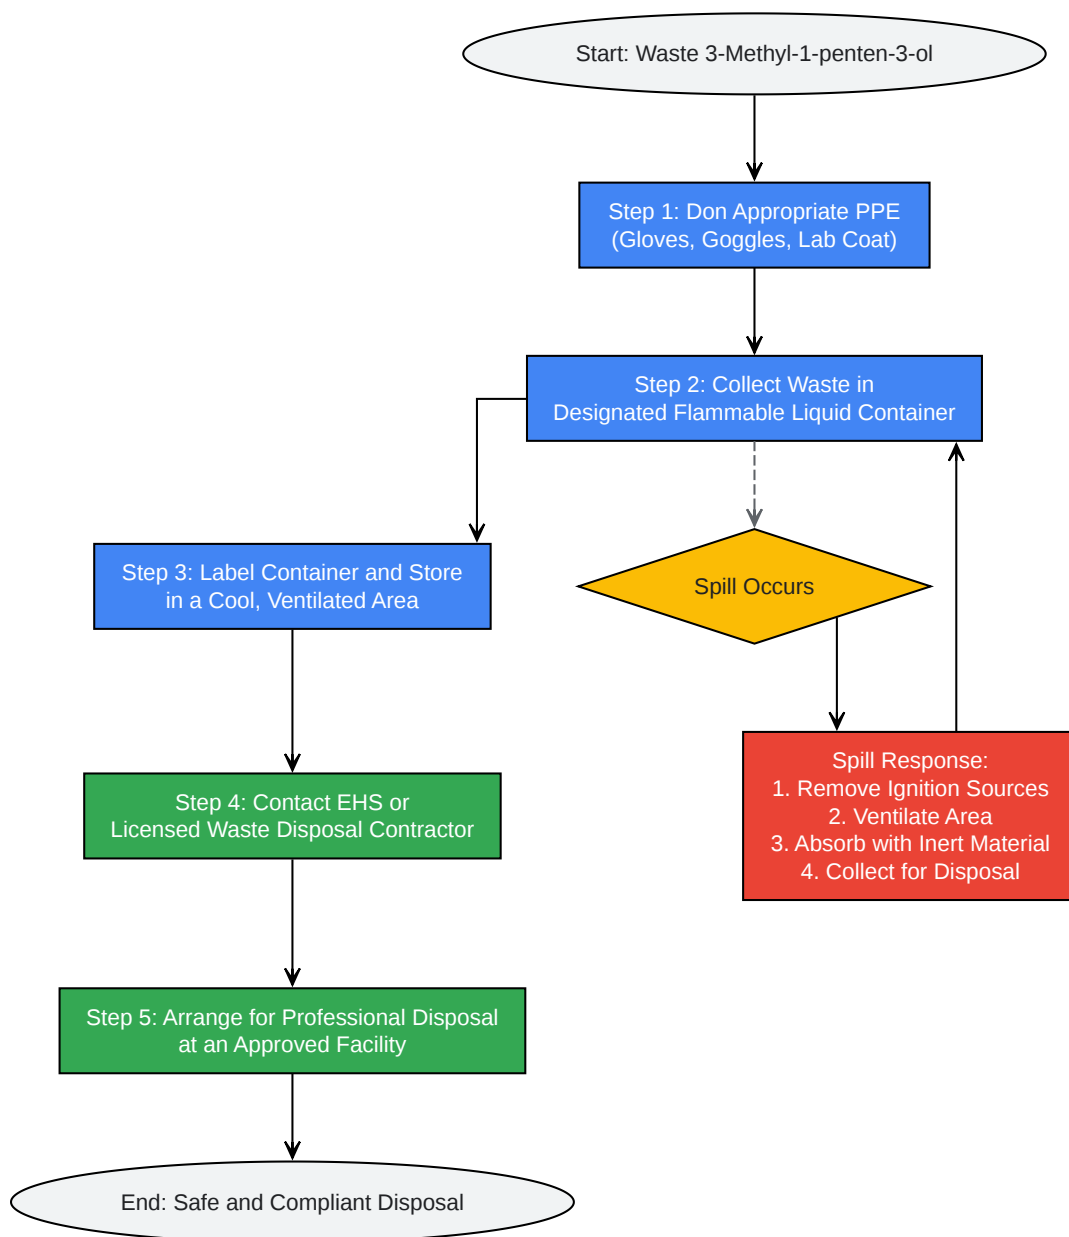 Start: Waste 3-Methyl-1-penten-3-ol
Step 1: Don Appropriate PPE
(Gloves, Goggles, Lab Coat)
Step 2: Collect Waste in
Designated Flammable Liquid Container
Step 3: Label Container and Store
in a Cool, Ventilated Area
Spill Occurs
Spill Response:
1. Remove Ignition Sources
2. Ventilate Area
3. Absorb with Inert Material
4. Collect for Disposal
Step 4: Contact EHS or
Licensed Waste Disposal Contractor
Step 5: Arrange for Professional Disposal
at an Approved Facility
End: Safe and Compliant Disposal